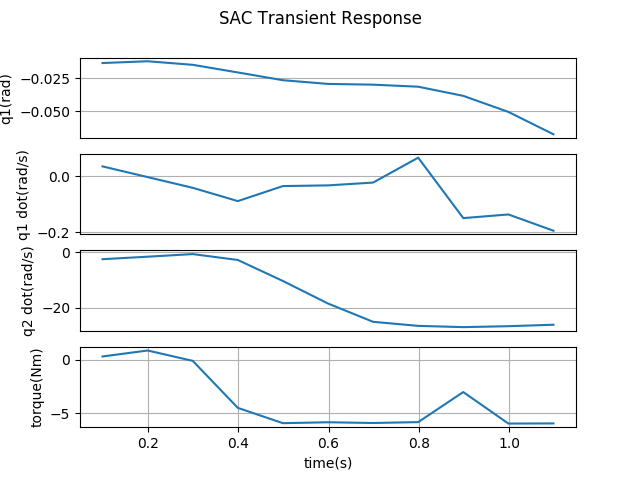 SAC Transient Response
q1(rad)
−0.025
−0.050
q1 dot(rad/s)
0.0
−0.2
q2 dot(rad/s)
0
−20
torque(Nm)
0
−5
0.2 0.4 0.6 0.8 1.0
time(s)